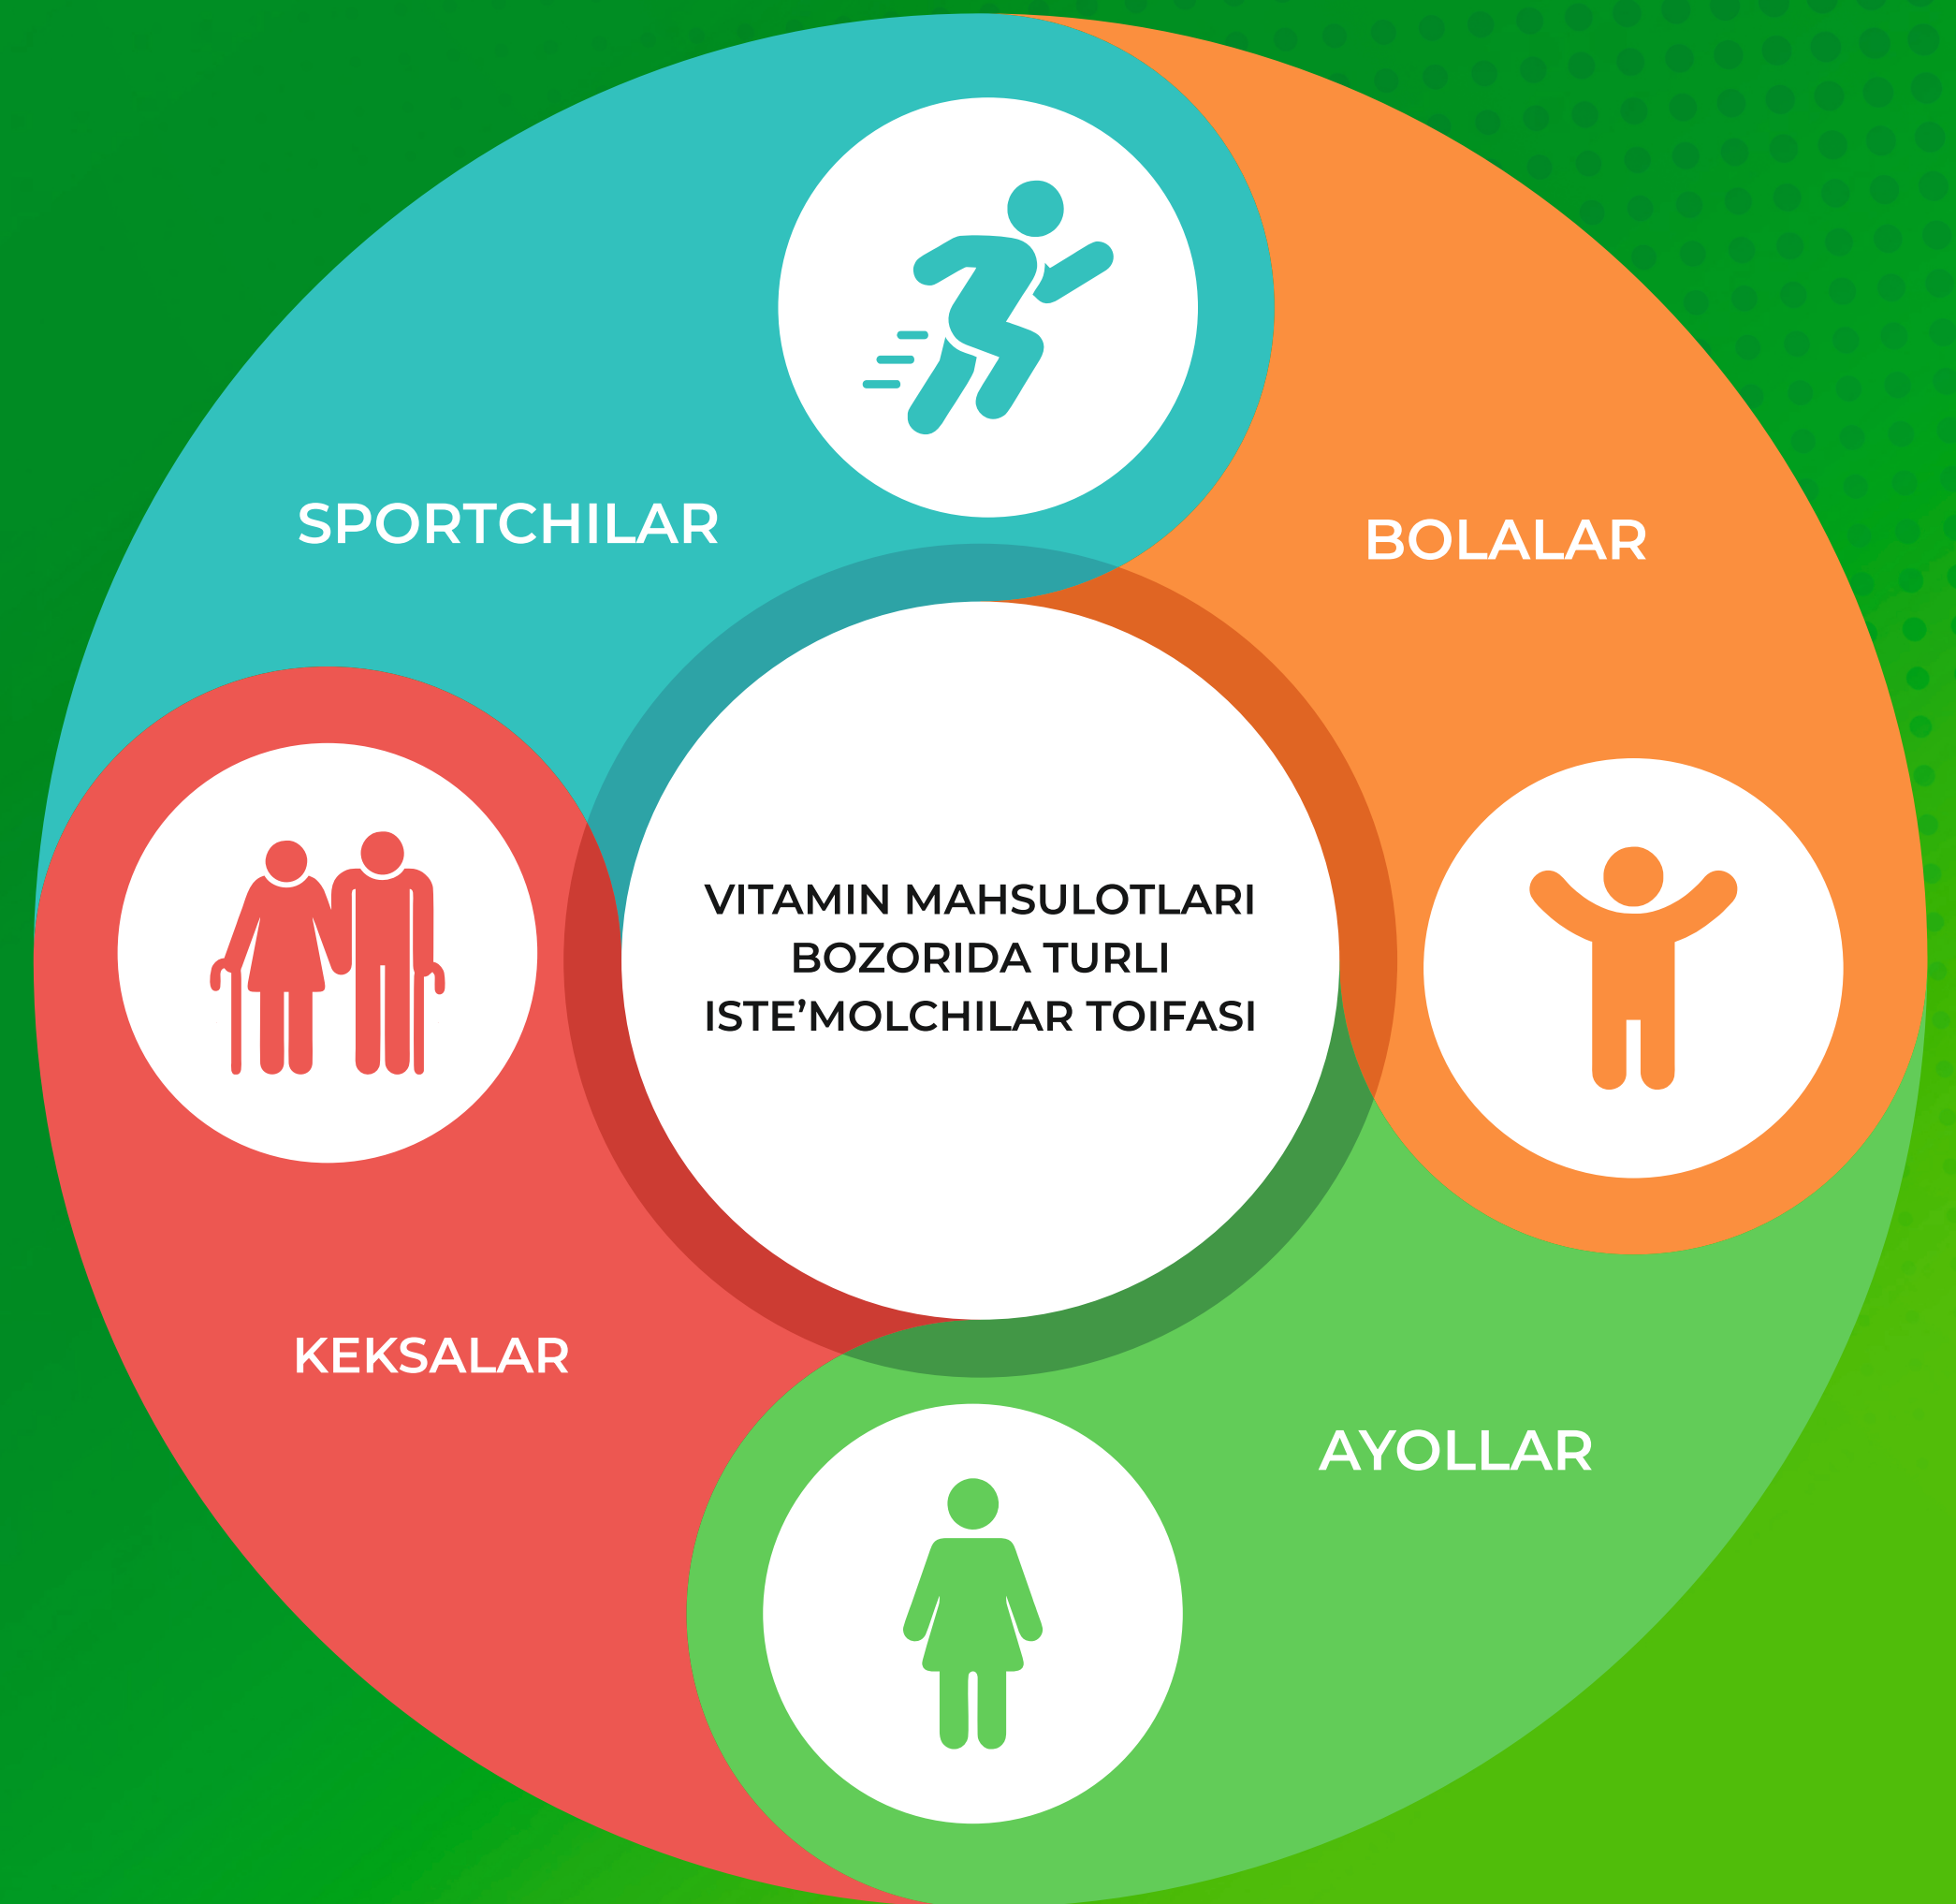 SPORTCHILAR
BOLALAR
VITAMIN MAHSULOTLARI
BOZORIDA TURLI
ISTE’MOLCHILAR TOIFASI
KEKSALAR
AYOLLAR